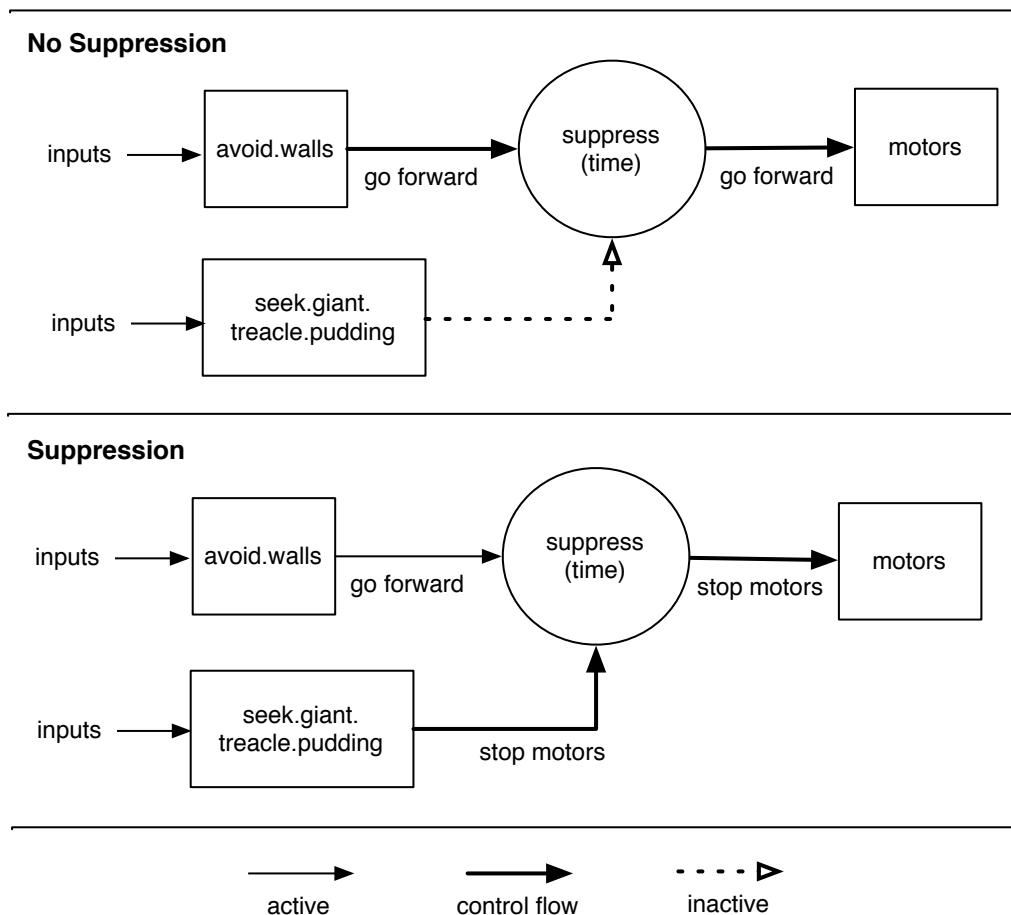 No Suppression
inputs
avoid.walls
go forward
suppress
(time)
go forward
motors
inputs
seek.giant.
treacle.pudding
Suppression
inputs
avoid.walls
go forward
suppress
(time)
stop motors
motors
inputs
seek.giant.
treacle.pudding
stop motors
active
control flow
inactive